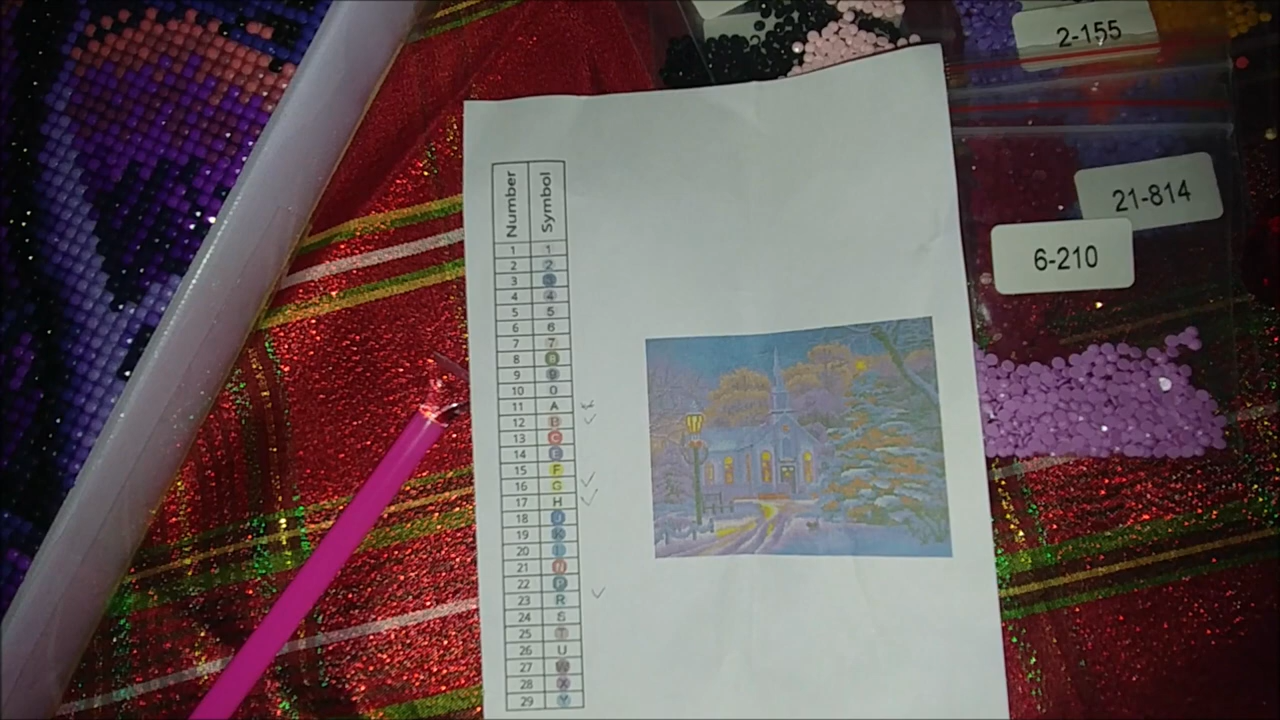 2-155
21-814
6-210
Number Symbol
1 1
2 2
3 3
4 4
5 5
6 6
7 7
8 8
9 9
10 0
11 A
12 B
13 C
14 E
15 F
16 G
17 H
18 J
19 K
20
21 N
22 P
23 R
24 S
25 T
26 U
27 W
28 X
29 Y